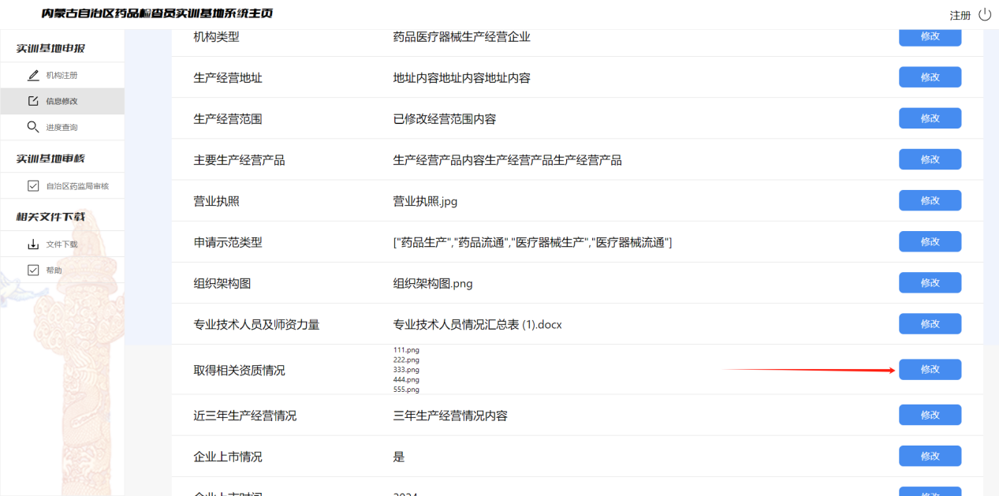 内蒙古自治区药品检查员实训基地系统主页
注册
实训基地申报
机构注册
信息修改
进度查询
实训基地审核
自治区药监局审核
相关文件下载
文件下载
帮助
机构类型 药品医疗器械生产经营企业 修改
生产经营地址 地址内容地址内容地址内容 修改
生产经营范围 已修改经营范围内容 修改
主要生产经营产品 生产经营产品内容生产经营产品生产经营产品 修改
营业执照 营业执照.jpg 修改
申请示范类型 ["药品生产","药品流通","医疗器械生产","医疗器械流通"] 修改
组织架构图 组织架构图.png 修改
专业技术人员及师资力量 专业技术人员情况汇总表 (1).docx 修改
取得相关资质情况 修改
111.png
222.png
333.png
444.png
555.png
近三年生产经营情况 三年生产经营情况内容 修改
企业上市情况 是 修改
企业上市时间 2024 修改